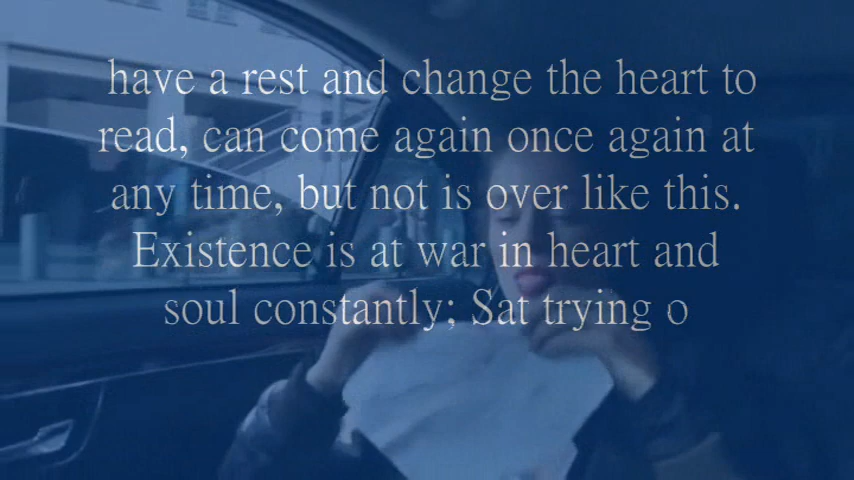 have a rest and change the heart to
read, can come again once again at
any time, but not is over like this.
Existence is at war in heart and
soul constantly; Sat trying o